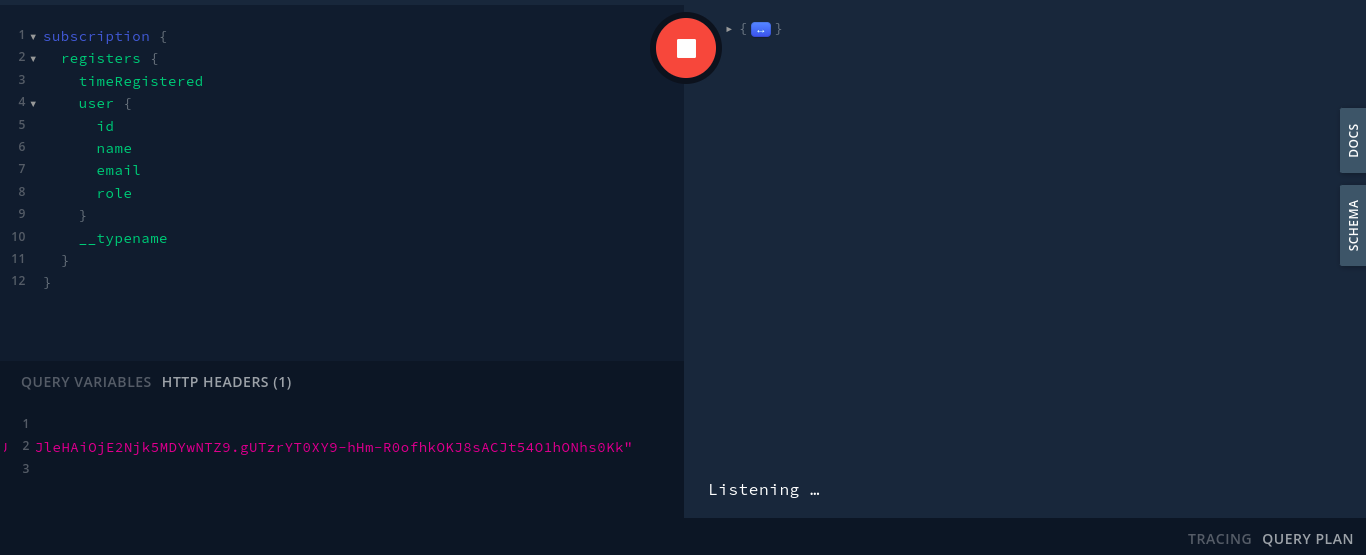 1 ▾ subscription {
2 ▾ registers {
3 timeRegistered
4 ▾ user {
5 id
6 name
7 email
8 role
9 }
10 __typename
11 }
12 }
▸ { ↔ }
DOCS
SCHEMA
QUERY VARIABLES HTTP HEADERS (1)
1
2 JleHAiOjE2Njk5MDYwNTZ9.gUTzrYT0XY9-hHm-R0ofhkOKJ8sACJt54O1hONhs0Kk"
3
Listening …
TRACING QUERY PLAN